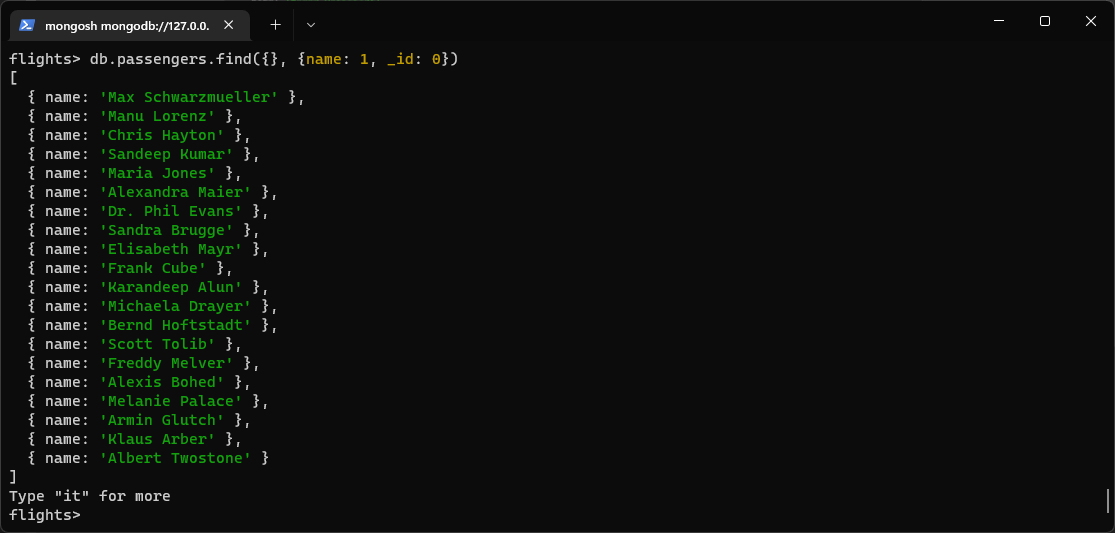 mongosh mongodb://127.0.0.
flights> db.passengers.find({}, {name: 1, _id: 0})
[
  { name: 'Max Schwarzmueller' },
  { name: 'Manu Lorenz' },
  { name: 'Chris Hayton' },
  { name: 'Sandeep Kumar' },
  { name: 'Maria Jones' },
  { name: 'Alexandra Maier' },
  { name: 'Dr. Phil Evans' },
  { name: 'Sandra Brugge' },
  { name: 'Elisabeth Mayr' },
  { name: 'Frank Cube' },
  { name: 'Karandeep Alun' },
  { name: 'Michaela Drayer' },
  { name: 'Bernd Hoftstadt' },
  { name: 'Scott Tolib' },
  { name: 'Freddy Melver' },
  { name: 'Alexis Bohed' },
  { name: 'Melanie Palace' },
  { name: 'Armin Glutch' },
  { name: 'Klaus Arber' },
  { name: 'Albert Twostone' }
]
Type "it" for more
flights>